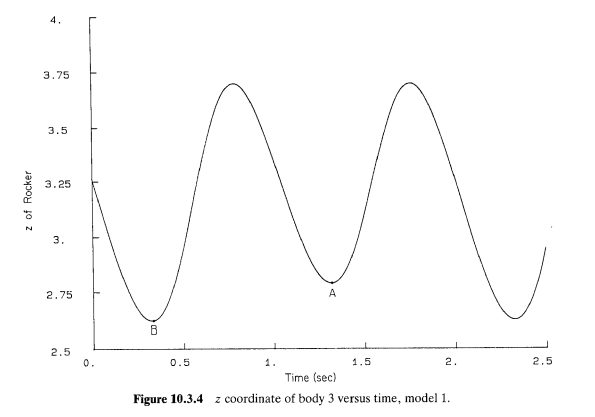 4.
3.75
3.5
3.25
3.
2.75
2.5
z of Rocker
A
B
0. 0.5 1. 1.5 2. 2.5
Time (sec)
Figure 10.3.4 z coordinate of body 3 versus time, model 1.